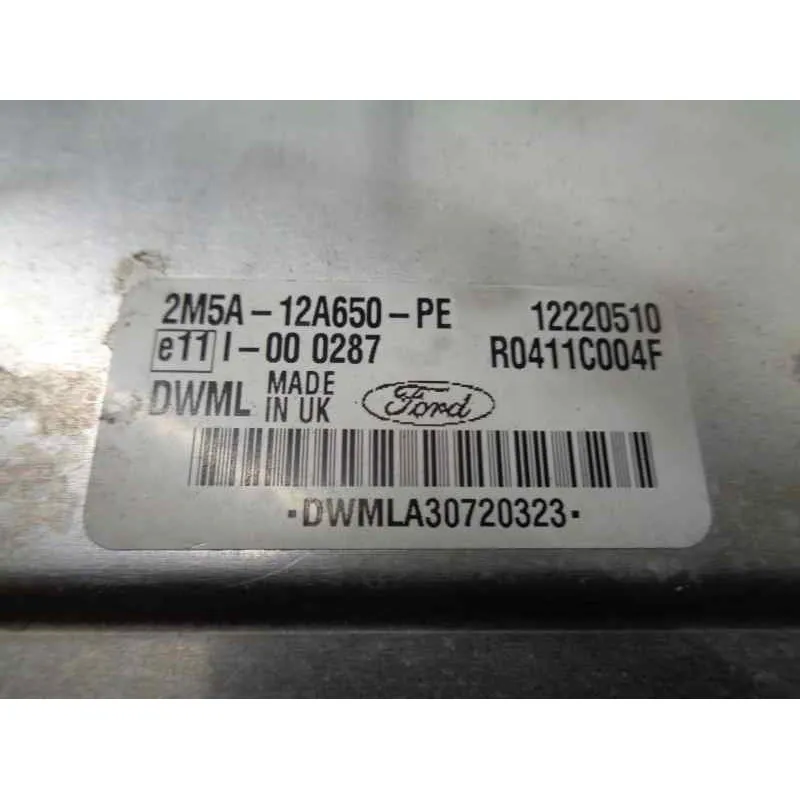 2M5A-12A650-PE 12220510
e11 I-00 0287 R0411C004F
DWML MADE IN UK Ford
·DWMLA30720323·